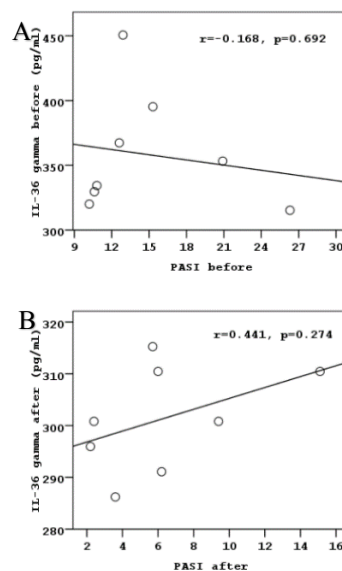 A
r=-0.168, p=0.692
IL-36 gamma before (pg/ml)
450
400
350
300
9 12 15 18 21 24 27 30
PASI before
B
r=0.441, p=0.274
IL-36 gamma after (pg/ml)
320
310
300
290
280
2 4 6 8 10 12 14 16
PASI after